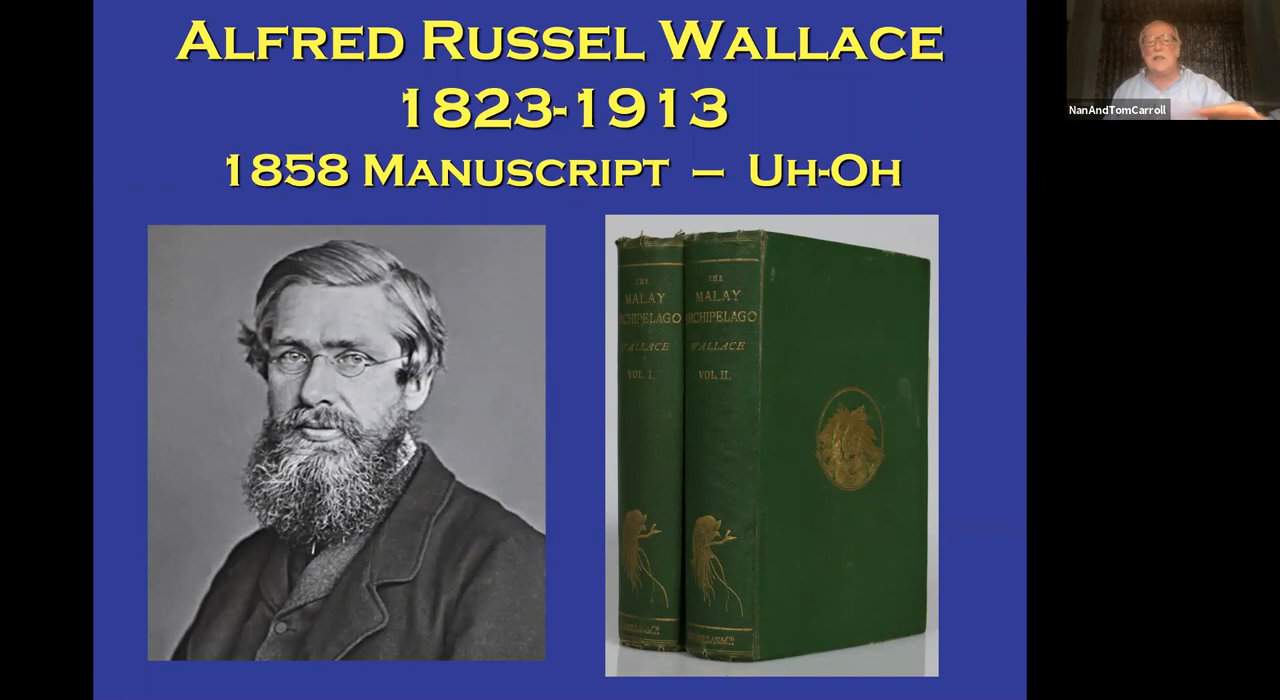 ALFRED RUSSEL WALLACE
1823-1913
1858 MANUSCRIPT – UH-OH
NanAndTomCarroll
THE
MALAY
ARCHIPELAGO
WALLACE
VOL. I.
THE
MALAY
ARCHIPELAGO
WALLACE
VOL. II.